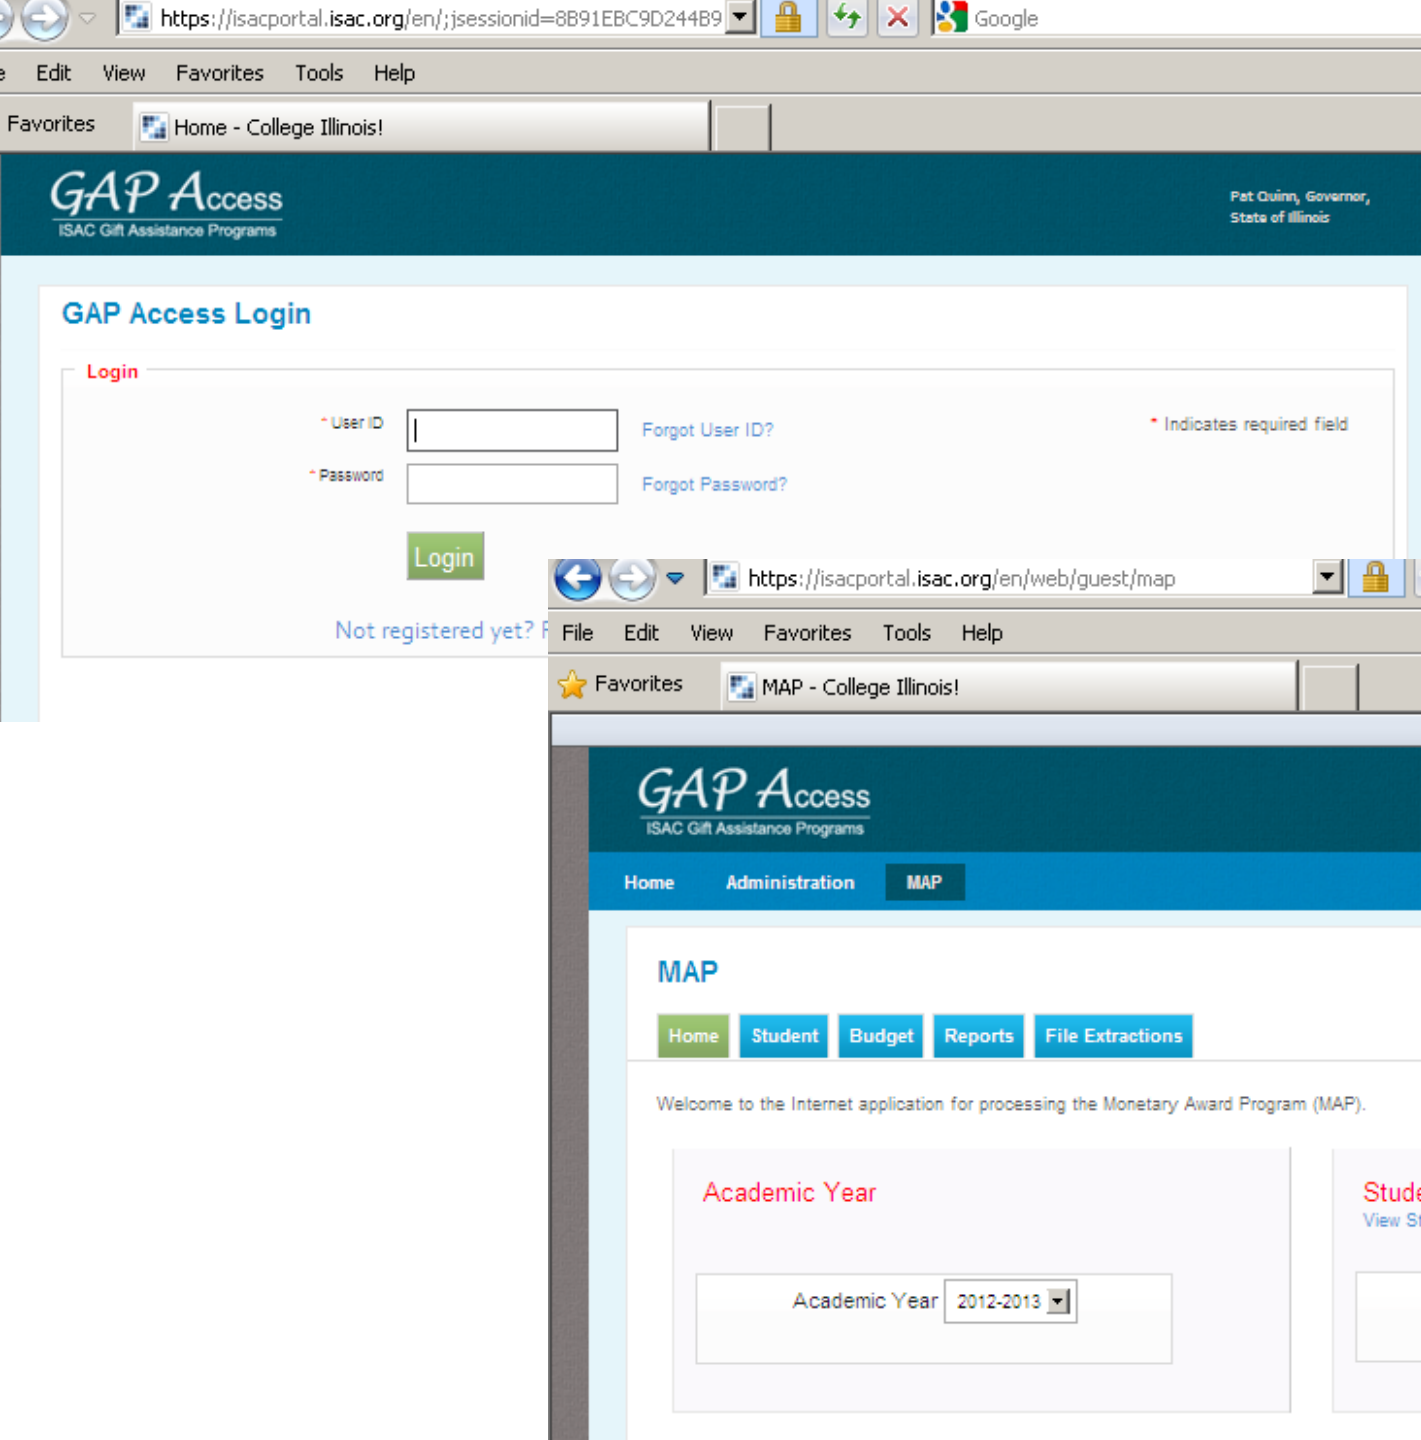 https://isacportal.isac.org/en/;jsessionid=8B91EBC9D244B9
Google
Edit View Favorites Tools Help
Favorites
Home - College Illinois!
GAP Access
ISAC Gift Assistance Programs
Pat Quinn, Governor,
State of Illinois
GAP Access Login
Login
* User ID
Forgot User ID?
* Indicates required field
* Password
Forgot Password?
Login
Not registered yet?
https://isacportal.isac.org/en/web/guest/map
File Edit View Favorites Tools Help
Favorites
MAP - College Illinois!
GAP Access
ISAC Gift Assistance Programs
Home Administration MAP
MAP
Home Student Budget Reports File Extractions
Welcome to the Internet application for processing the Monetary Award Program (MAP).
Academic Year
View
Academic Year 2012-2013